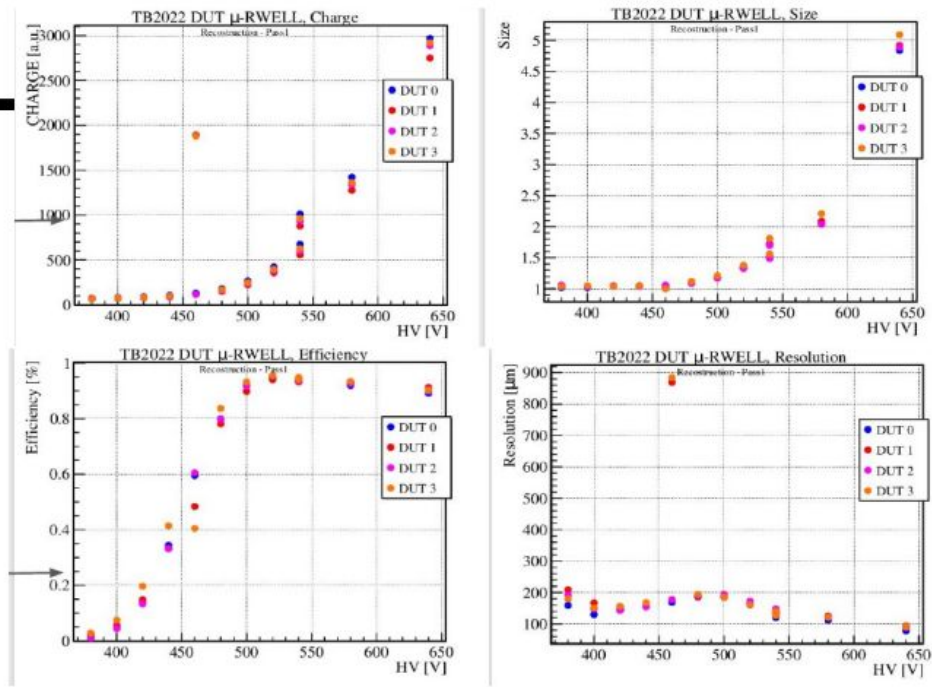 TB2022 DUT μ-RWELL, Charge
Recostruction - Pass1
CHARGE [a.u.]
3000
2500
2000
1500
1000
500
0
DUT 0
DUT 1
DUT 2
DUT 3
400 450 500 550 600 650
HV [V]
TB2022 DUT μ-RWELL, Size
Recostruction - Pass1
Size
5
4.5
4
3.5
3
2.5
2
1.5
1
DUT 0
DUT 1
DUT 2
DUT 3
400 450 500 550 600 650
HV [V]
TB2022 DUT μ-RWELL, Efficiency
Recostruction - Pass1
Efficiency [%]
1
0.8
0.6
0.4
0.2
0
DUT 0
DUT 1
DUT 2
DUT 3
400 450 500 550 600 650
HV [V]
TB2022 DUT μ-RWELL, Resolution
Recostruction - Pass1
Resolution [μm]
900
800
700
600
500
400
300
200
100
DUT 0
DUT 1
DUT 2
DUT 3
400 450 500 550 600 650
HV [V]